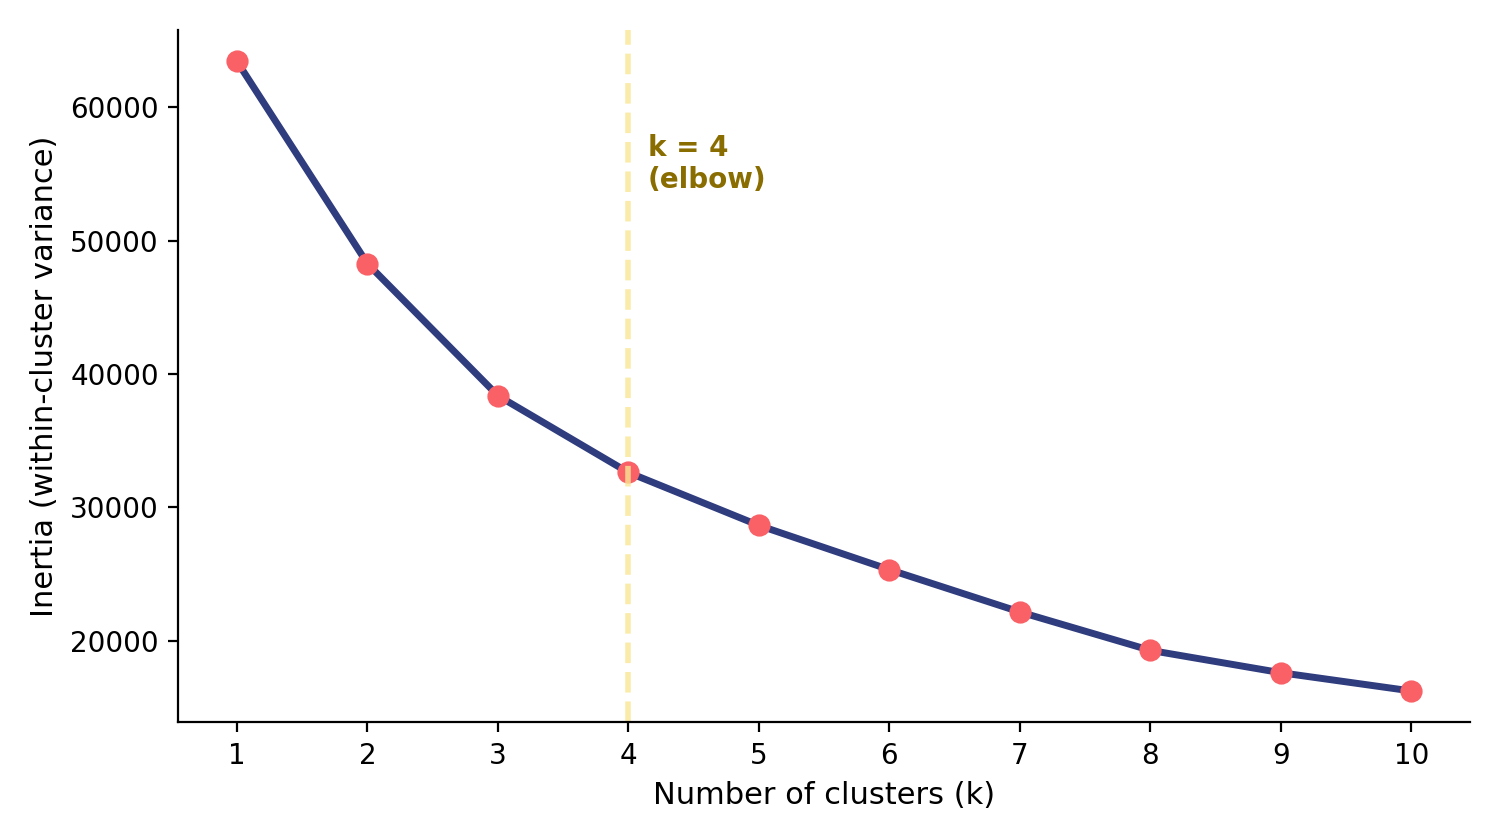 60000
50000
40000
30000
20000
Inertia (within-cluster variance)
k = 4
(elbow)
1 2 3 4 5 6 7 8 9 10
Number of clusters (k)